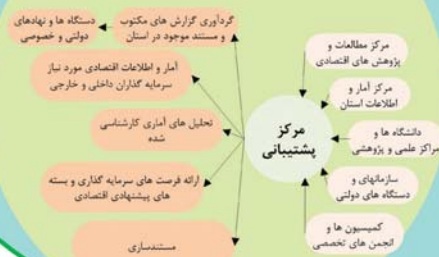 مرکز مطالعات و
پژوهش های اقتصادی
مرکز آمار و
اطلاعات استان
دانشگاه ها و
مراکز علمی و پژوهشی
سازمانهای و
دستگاه های دولتی
کمیسیون ها و
انجمن های تخصصی
مرکز
پشتیبانی
گردآوری گزارش های مکتوب
و مستند موجود در استان
دستگاه ها و نهادهای
دولتی و خصوصی
آمار و اطلاعات اقتصادی مورد نیاز
سرمایه گذاران داخلی و خارجی
تحلیل های آماری کارشناسی
شده
ارائه فرصت های سرمایه گذاری و بسته
های پیشنهادی اقتصادی
مستندسازی